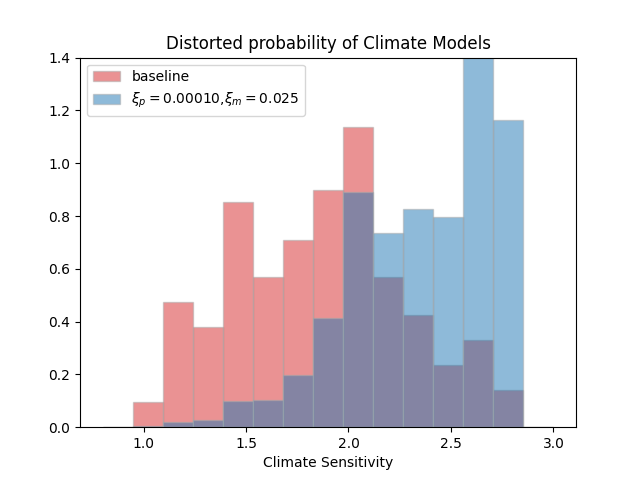 Distorted probability of Climate Models
baseline
ξₚ = 0.00010,ξₘ = 0.025
1.4
1.2
1.0
0.8
0.6
0.4
0.2
0.0
1.0 1.5 2.0 2.5 3.0
Climate Sensitivity